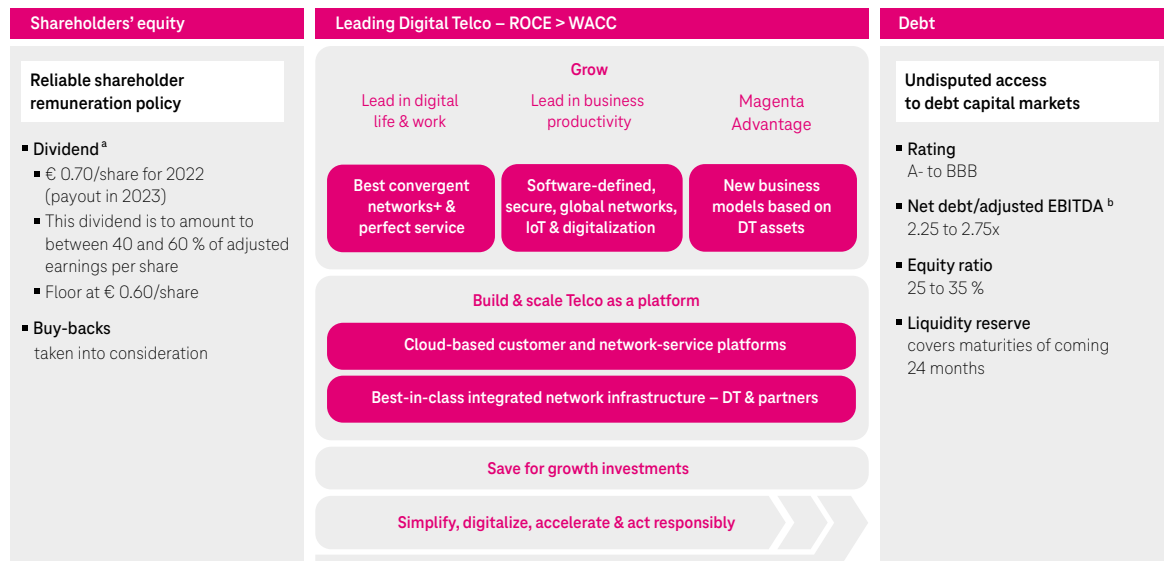 Shareholders' equity
Reliable shareholder
remuneration policy
▪ Dividend a
▪ € 0.70/share for 2022
(payout in 2023)
▪ This dividend is to amount to
between 40 and 60 % of adjusted
earnings per share
▪ Floor at € 0.60/share
▪ Buy-backs
taken into consideration
Leading Digital Telco – ROCE > WACC
Grow
Lead in digital
life & work
Lead in business
productivity
Magenta
Advantage
Best convergent
networks+ &
perfect service
Software-defined,
secure, global networks,
IoT & digitalization
New business
models based on
DT assets
Build & scale Telco as a platform
Cloud-based customer and network-service platforms
Best-in-class integrated network infrastructure – DT & partners
Save for growth investments
Simplify, digitalize, accelerate & act responsibly
Debt
Undisputed access
to debt capital markets
▪ Rating
A- to BBB
▪ Net debt/adjusted EBITDA b
2.25 to 2.75x
▪ Equity ratio
25 to 35 %
▪ Liquidity reserve
covers maturities of coming
24 months